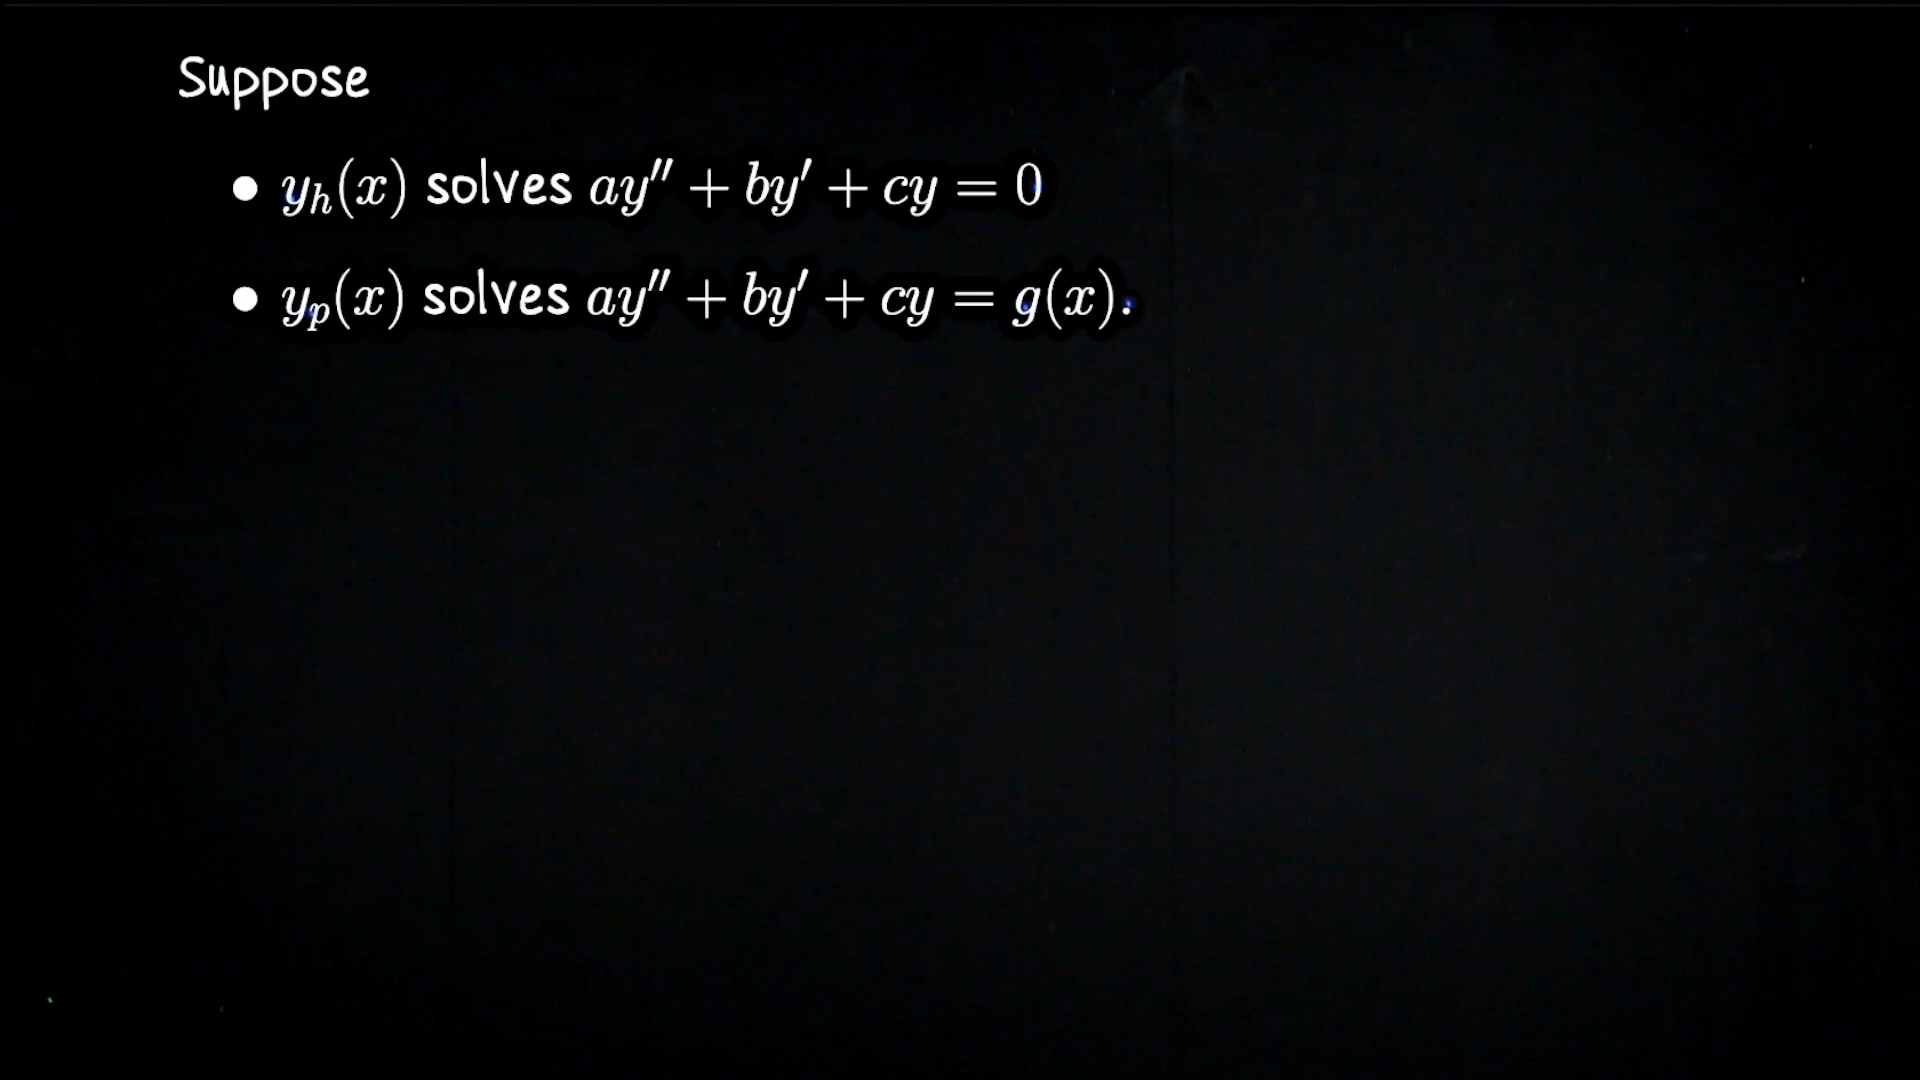 Suppose
• y_h(x) solves ay'' + by' + cy = 0
• y_p(x) solves ay'' + by' + cy = g(x).